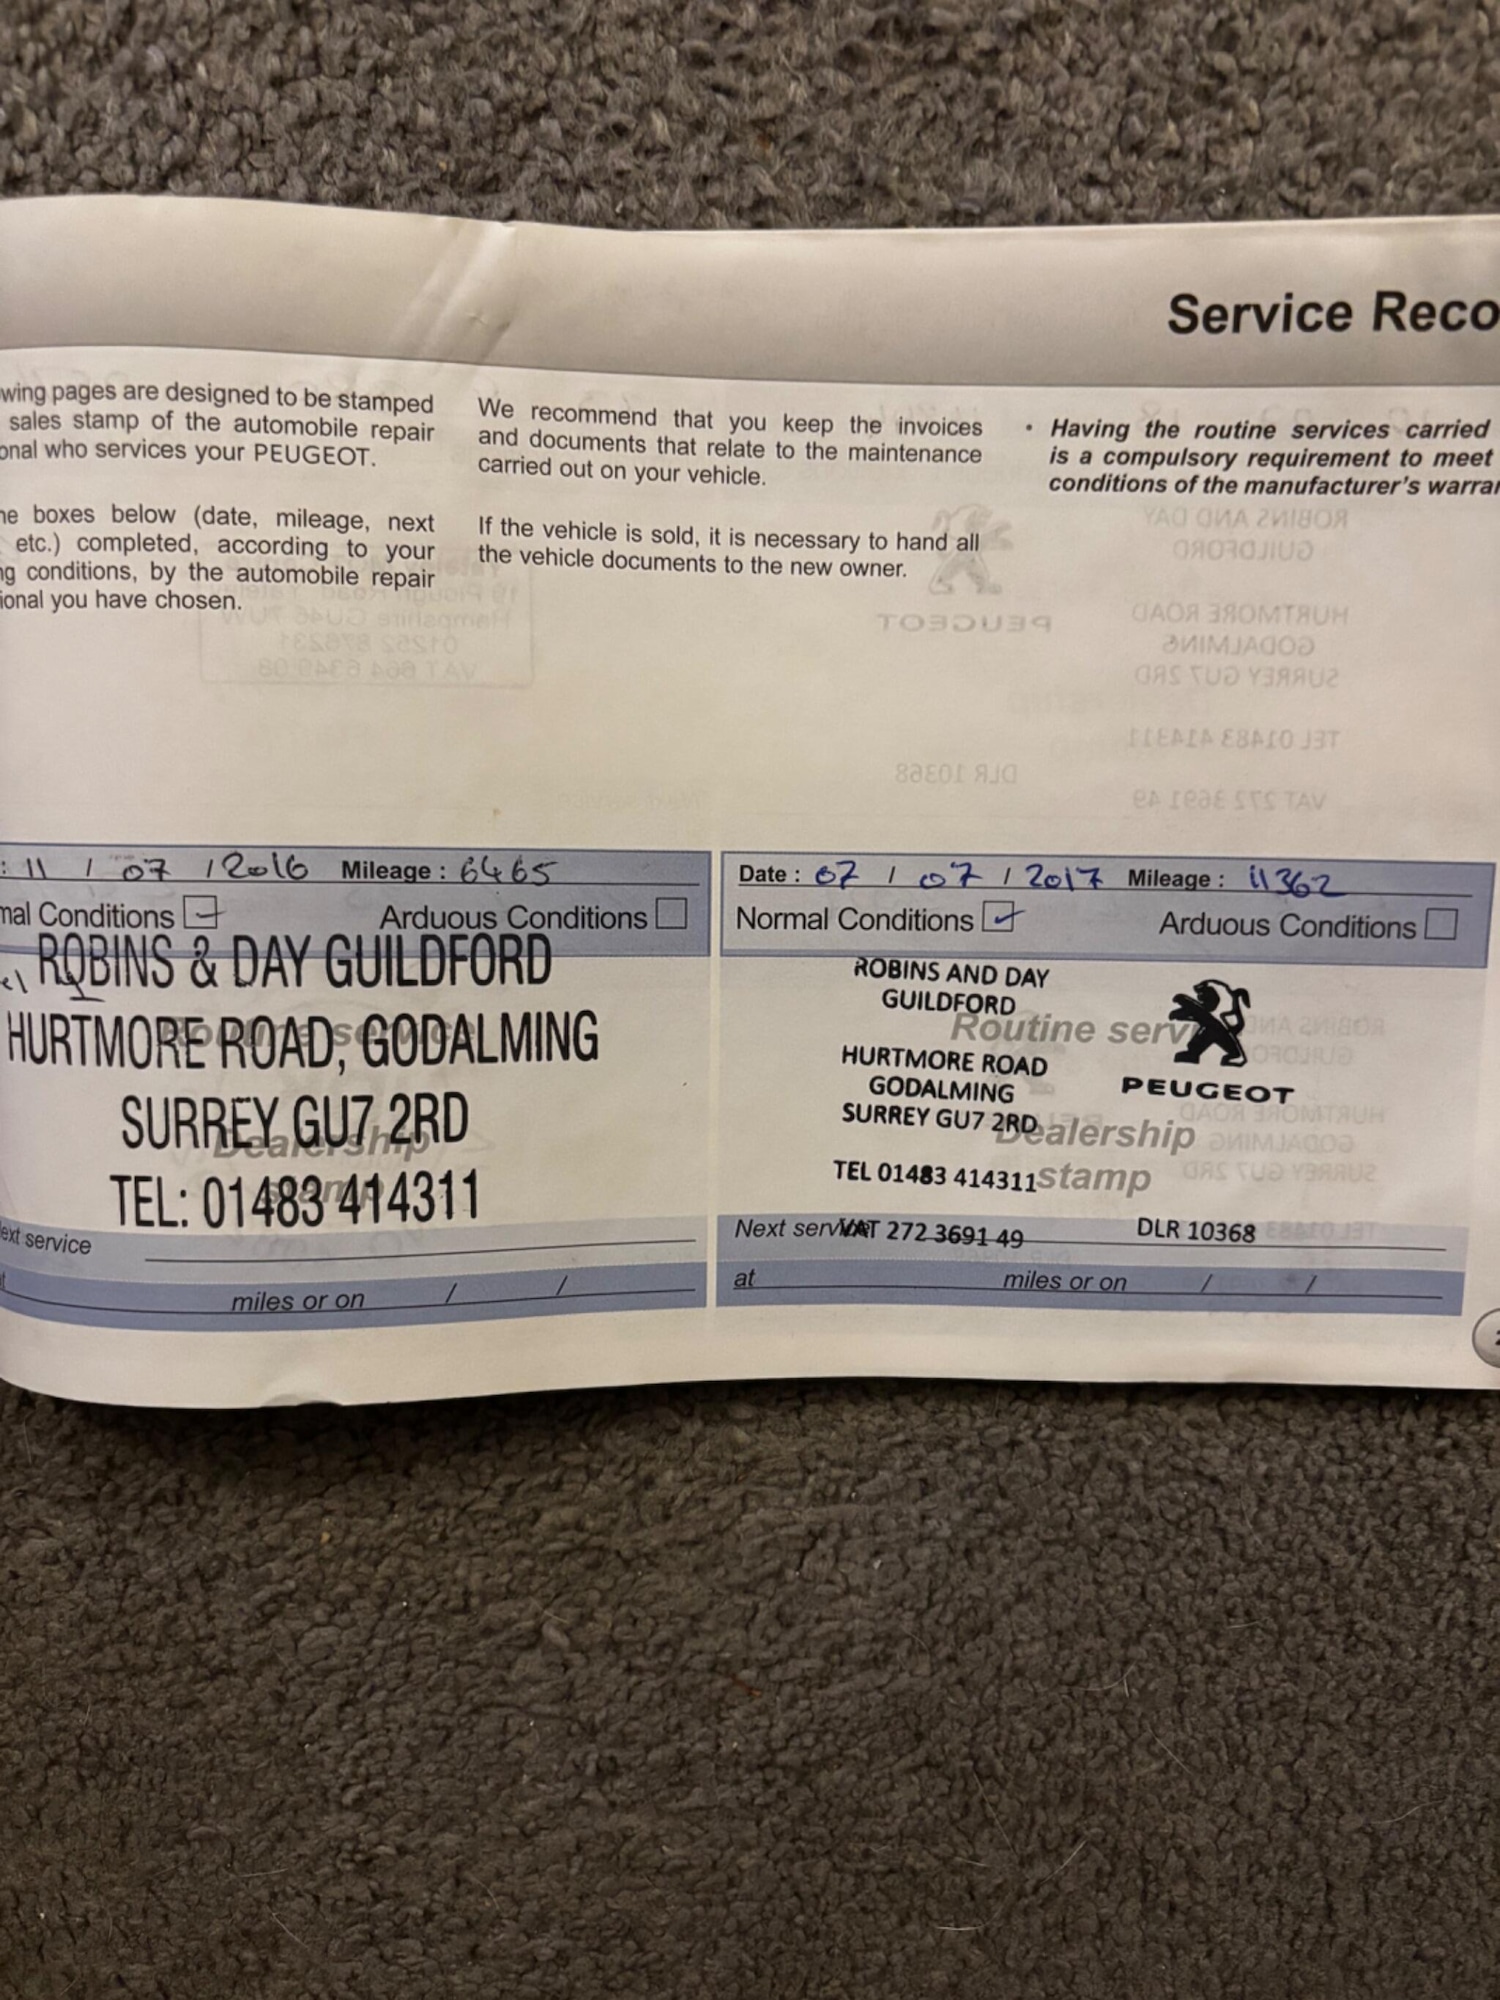 Service Reco
wing pages are designed to be stamped
sales stamp of the automobile repair
onal who services your PEUGEOT.
ne boxes below (date, mileage, next
etc.) completed, according to your
ng conditions, by the automobile repair
ional you have chosen.
We recommend that you keep the invoices
and documents that relate to the maintenance
carried out on your vehicle.
If the vehicle is sold, it is necessary to hand all
the vehicle documents to the new owner.
• Having the routine services carried
is a compulsory requirement to meet
conditions of the manufacturer's warran
: 11 / 07 / 2016 Mileage : 6465
mal Conditions Arduous Conditions
ROBINS & DAY GUILDFORD
Routine service
HURTMORE ROAD, GODALMING
SURREY GU7 2RD
Dealership
stamp
TEL: 01483 414311
ext service
miles or on / /
Date : 07 / 07 / 2017 Mileage : 11362
Normal Conditions Arduous Conditions
ROBINS AND DAY
GUILDFORD
Routine serv
HURTMORE ROAD
GODALMING
SURREY GU7 2RD
PEUGEOT
Dealership
stamp
TEL 01483 414311
Next service
VAT 272 3691 49
DLR 10368
at miles or on / /